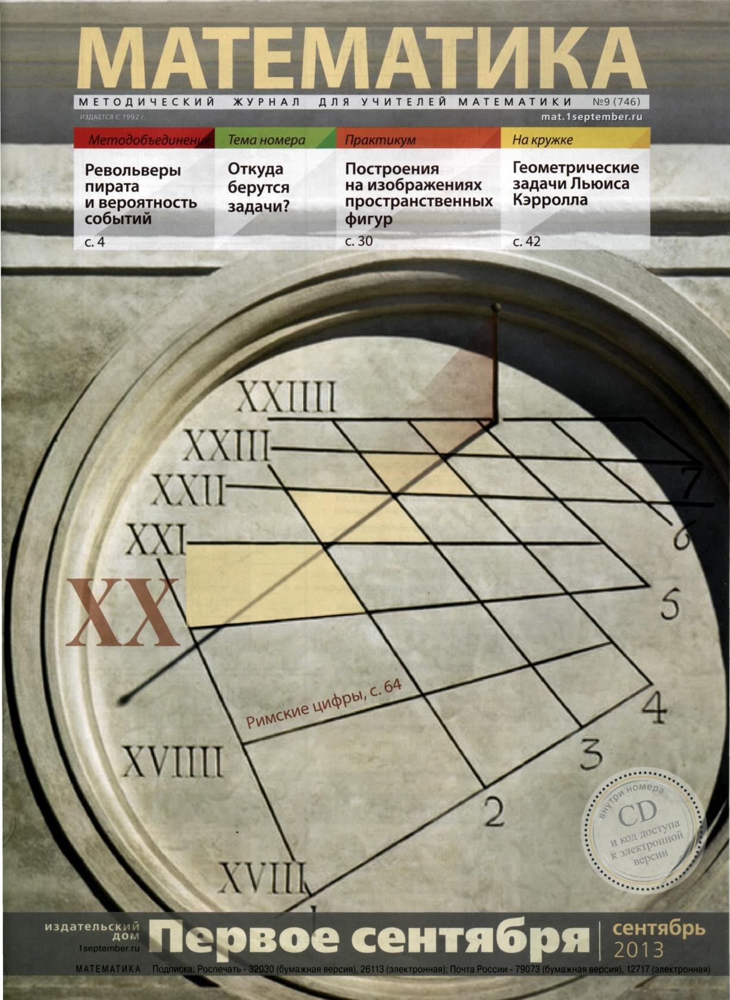 МАТЕМАТИКА
МЕТОДИЧЕСКИЙ ЖУРНАЛ ДЛЯ УЧИТЕЛЕЙ МАТЕМАТИКИ №9 (746)
ИЗДАЕТСЯ С 1992 г.
mat.1september.ru
Методобъединение
Револьверы
пирата
и вероятность
событий
с. 4
Тема номера
Откуда
берутся
задачи?
Практикум
Построения
на изображениях
пространственных
фигур
с. 30
На кружке
Геометрические
задачи Льюиса
Кэрролла
с. 42
XXIIII
XXIII
XXII
XXI
XX
XVIIII
XVIII
7
6
5
4
3
2
1
Римские цифры, с. 64
внутри номера
CD
и код доступа
к электронной
версии
издательский
дом
1september.ru
Первое сентября
сентябрь
2013
МАТЕМАТИКА Подписка: Роспечать - 32030 (бумажная версия), 26113 (электронная); Почта России - 79073 (бумажная версия), 12717 (электронная)